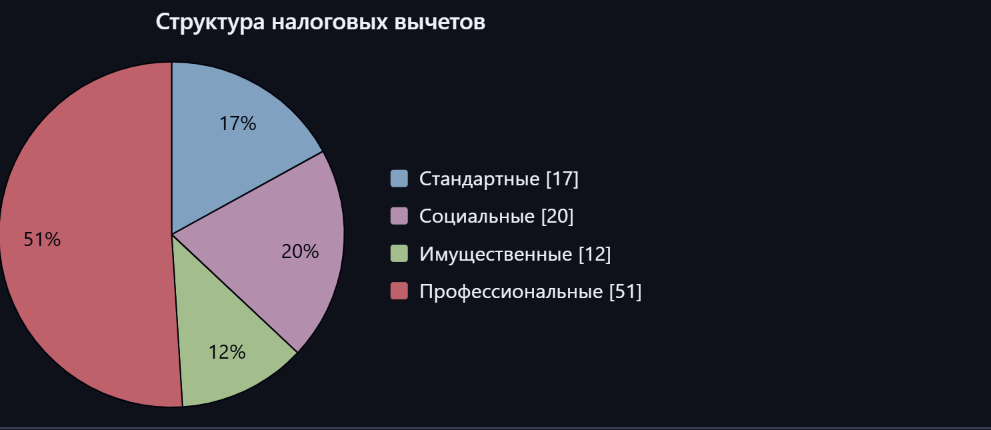 Структура налоговых вычетов
17%
20%
12%
51%
Стандартные [17]
Социальные [20]
Имущественные [12]
Профессиональные [51]